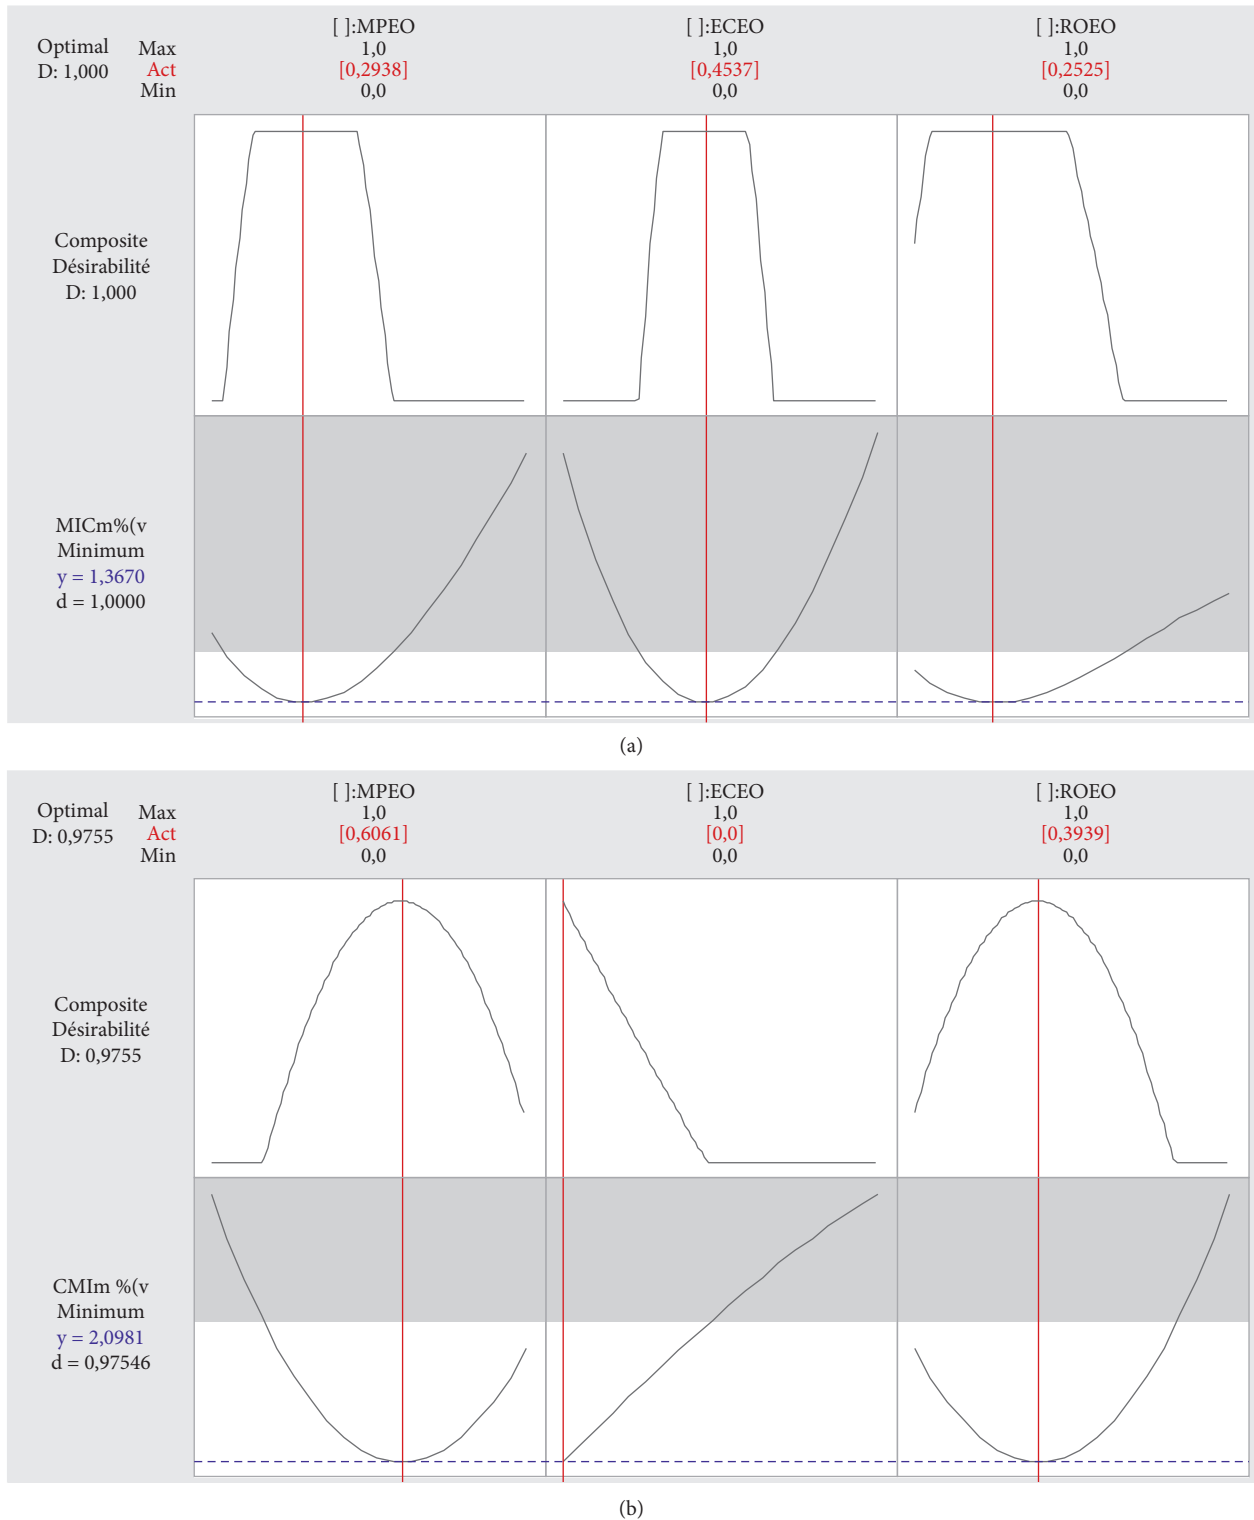 Optimal
D: 1,000
Max
Act
Min
[ ]:MPEO
1,0
[0,2938]
0,0
[ ]:ECEO
1,0
[0,4537]
0,0
[ ]:ROEO
1,0
[0,2525]
0,0
Composite
Désirabilité
D: 1,000
MICm%(v
Minimum
y = 1,3670
d = 1,0000
(a)
Optimal
D: 0,9755
Max
Act
Min
[ ]:MPEO
1,0
[0,6061]
0,0
[ ]:ECEO
1,0
[0,0]
0,0
[ ]:ROEO
1,0
[0,3939]
0,0
Composite
Désirabilité
D: 0,9755
CMIm %(v
Minimum
y = 2,0981
d = 0,97546
(b)